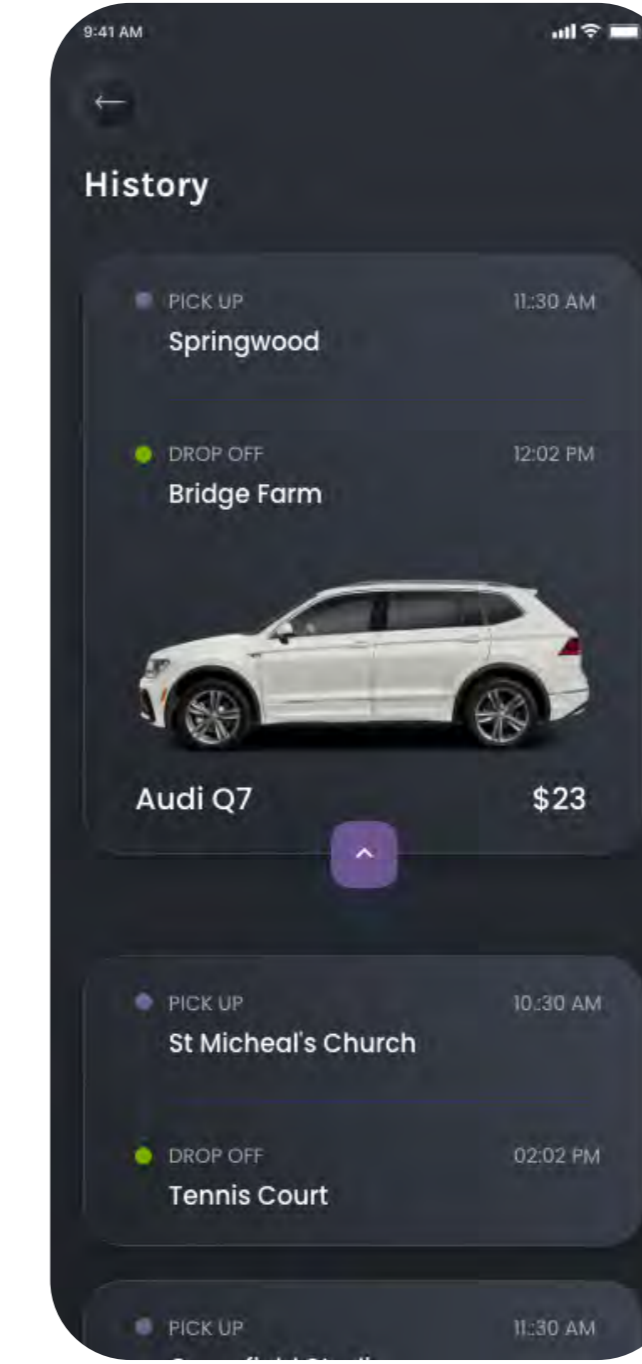 9:41 AM
History
PICK UP 11:30 AM
Springwood
DROP OFF 12:02 PM
Bridge Farm
Audi Q7 $23
PICK UP 10:30 AM
St Micheal's Church
DROP OFF 02:02 PM
Tennis Court
PICK UP 11:30 AM